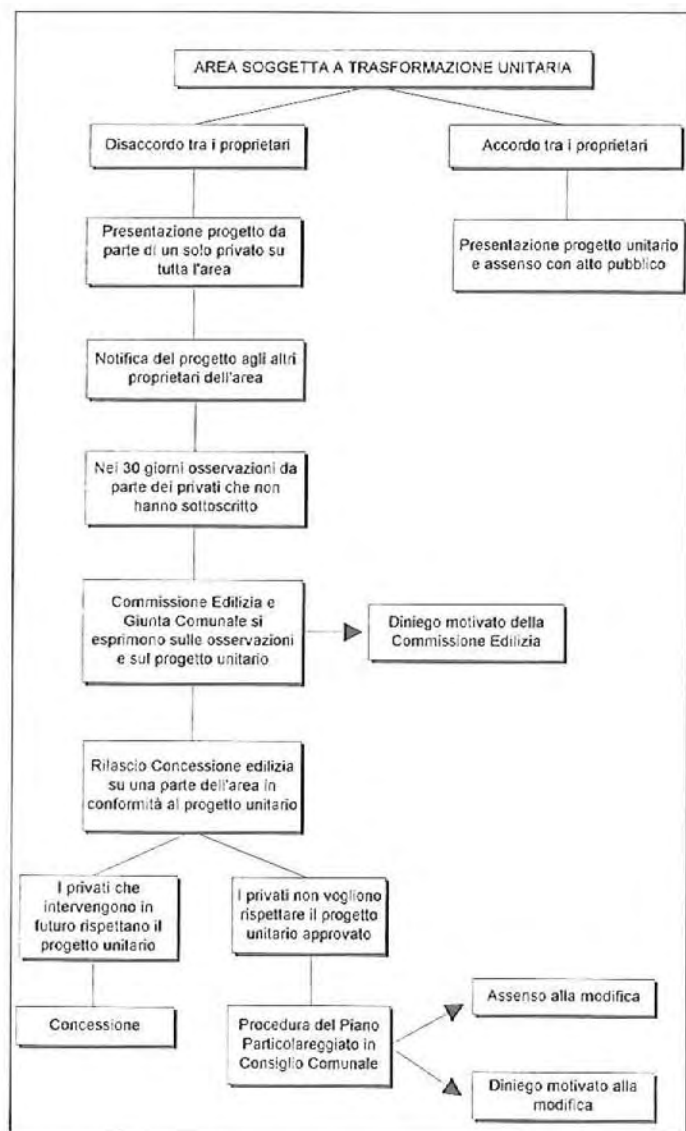 AREA SOGGETTA A TRASFORMAZIONE UNITARIA
Disaccordo tra i proprietari
Accordo tra i proprietari
Presentazione progetto da
parte di un solo privato su
tutta l'area
Presentazione progetto unitario
e assenso con atto pubblico
Notifica del progetto agli altri
proprietari dell'area
Nei 30 giorni osservazioni da
parte dei privati che non
hanno sottoscritto
Commissione Edilizia e
Giunta Comunale si
esprimono sulle osservazioni
e sul progetto unitario
Diniego motivato della
Commissione Edilizia
Rilascio Concessione edilizia
su una parte dell'area in
conformità al progetto unitario
I privati che
intervengono in
futuro rispettano il
progetto unitario
I privati non vogliono
rispettare il progetto
unitario approvato
Concessione
Procedura del Piano
Particolareggiato in
Consiglio Comunale
Assenso alla modifica
Diniego motivato alla
modifica